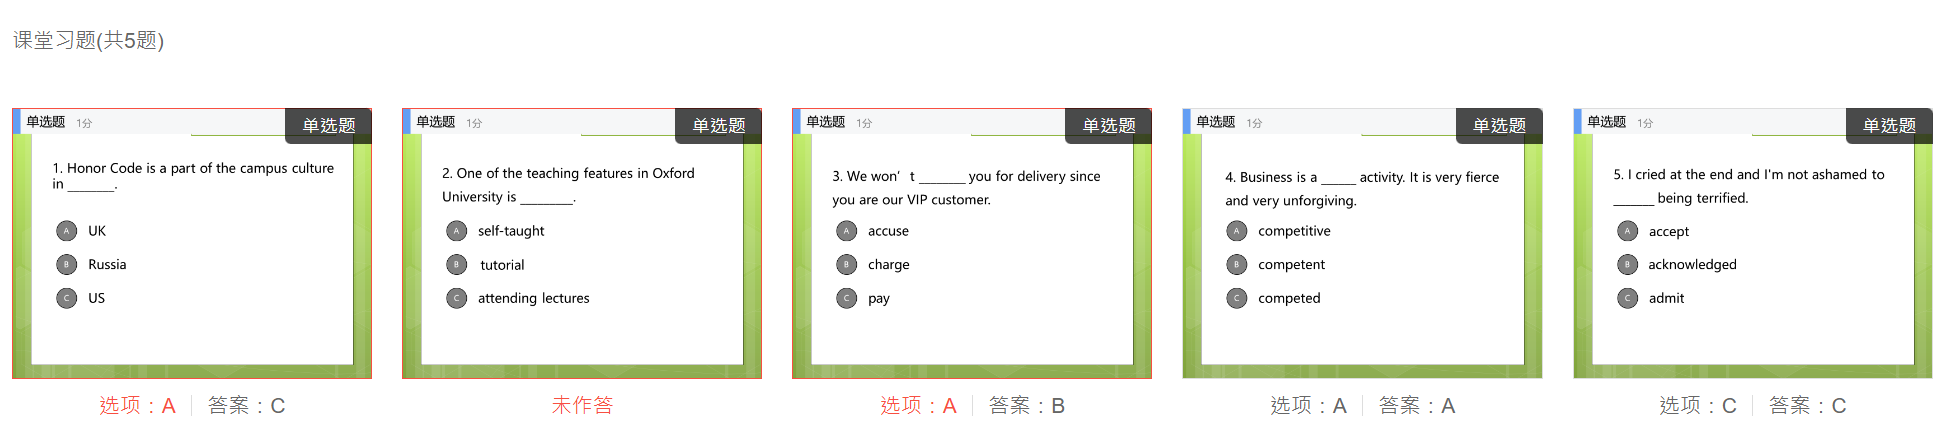 课堂习题(共5题)
单选题 1分
单选题
1. Honor Code is a part of the campus culture
in _______.
A UK
B Russia
C US
选项：A 答案：C
单选题 1分
单选题
2. One of the teaching features in Oxford
University is ________.
A self-taught
B tutorial
C attending lectures
未作答
单选题 1分
单选题
3. We won’t _______ you for delivery since
you are our VIP customer.
A accuse
B charge
C pay
选项：A 答案：B
单选题 1分
单选题
4. Business is a _____ activity. It is very fierce
and very unforgiving.
A competitive
B competent
C competed
选项：A 答案：A
单选题 1分
单选题
5. I cried at the end and I'm not ashamed to
______ being terrified.
A accept
B acknowledged
C admit
选项：C 答案：C